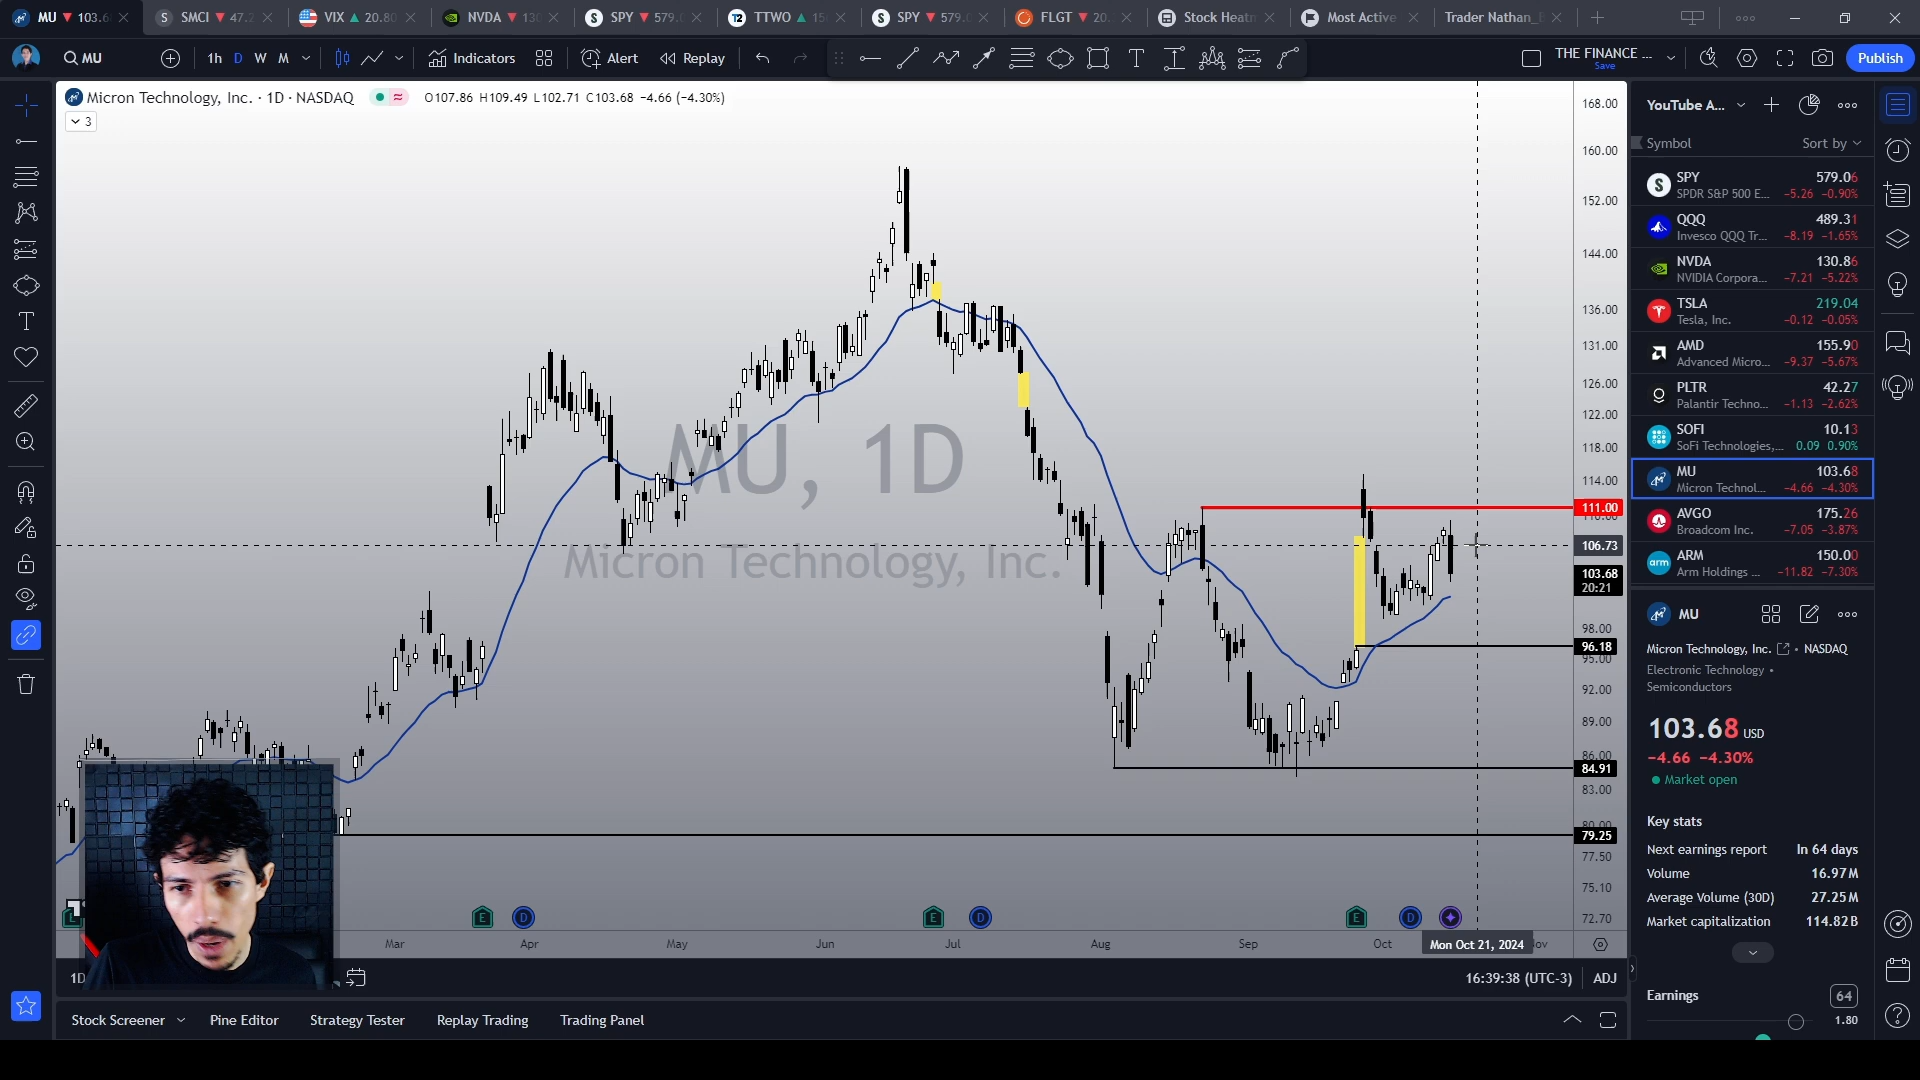 MU ▼ 103.6 SMCI ▼ 47.2 VIX ▲ 20.80 NVDA ▼ 130 SPY ▼ 579.0 TTWO ▲ 15 SPY ▼ 579.0 FLGT ▼ 20. Stock Heatm Most Active Trader Nathan_
MU 1h D W M Indicators Alert Replay THE FINANCE ... Save Publish
Micron Technology, Inc. · 1D · NASDAQ O107.86 H109.49 L102.71 C103.68 −4.66 (−4.30%)
3
MU, 1D
Micron Technology, Inc.
168.00
160.00
152.00
144.00
136.00
131.00
126.00
122.00
118.00
114.00
111.00
110.00
106.73
103.68
20:21
98.00
96.18
95.00
92.00
89.00
86.00
84.91
83.00
80.00
79.25
77.50
75.10
72.70
E D E D E D
Mar Apr May Jun Jul Aug Sep Oct Mon Oct 21, 2024 ov
1D 16:39:38 (UTC-3) ADJ
Stock Screener Pine Editor Strategy Tester Replay Trading Trading Panel
YouTube A...
Symbol Sort by
SPY 579.06
SPDR S&P 500 E... −5.26 −0.90%
QQQ 489.31
Invesco QQQ Tr... −8.19 −1.65%
NVDA 130.86
NVIDIA Corpora... −7.21 −5.22%
TSLA 219.04
Tesla, Inc. −0.12 −0.05%
AMD 155.90
Advanced Micro... −9.37 −5.67%
PLTR 42.27
Palantir Techno... −1.13 −2.62%
SOFI 10.13
SoFi Technologies,... 0.09 0.90%
MU 103.68
Micron Technol... −4.66 −4.30%
AVGO 175.26
Broadcom Inc. −7.05 −3.87%
ARM 150.00
Arm Holdings ... −11.82 −7.30%
MU
Micron Technology, Inc. • NASDAQ
Electronic Technology •
Semiconductors
103.68 USD
−4.66 −4.30%
Market open
Key stats
Next earnings report In 64 days
Volume 16.97M
Average Volume (30D) 27.25M
Market capitalization 114.82B
Earnings 64
1.80